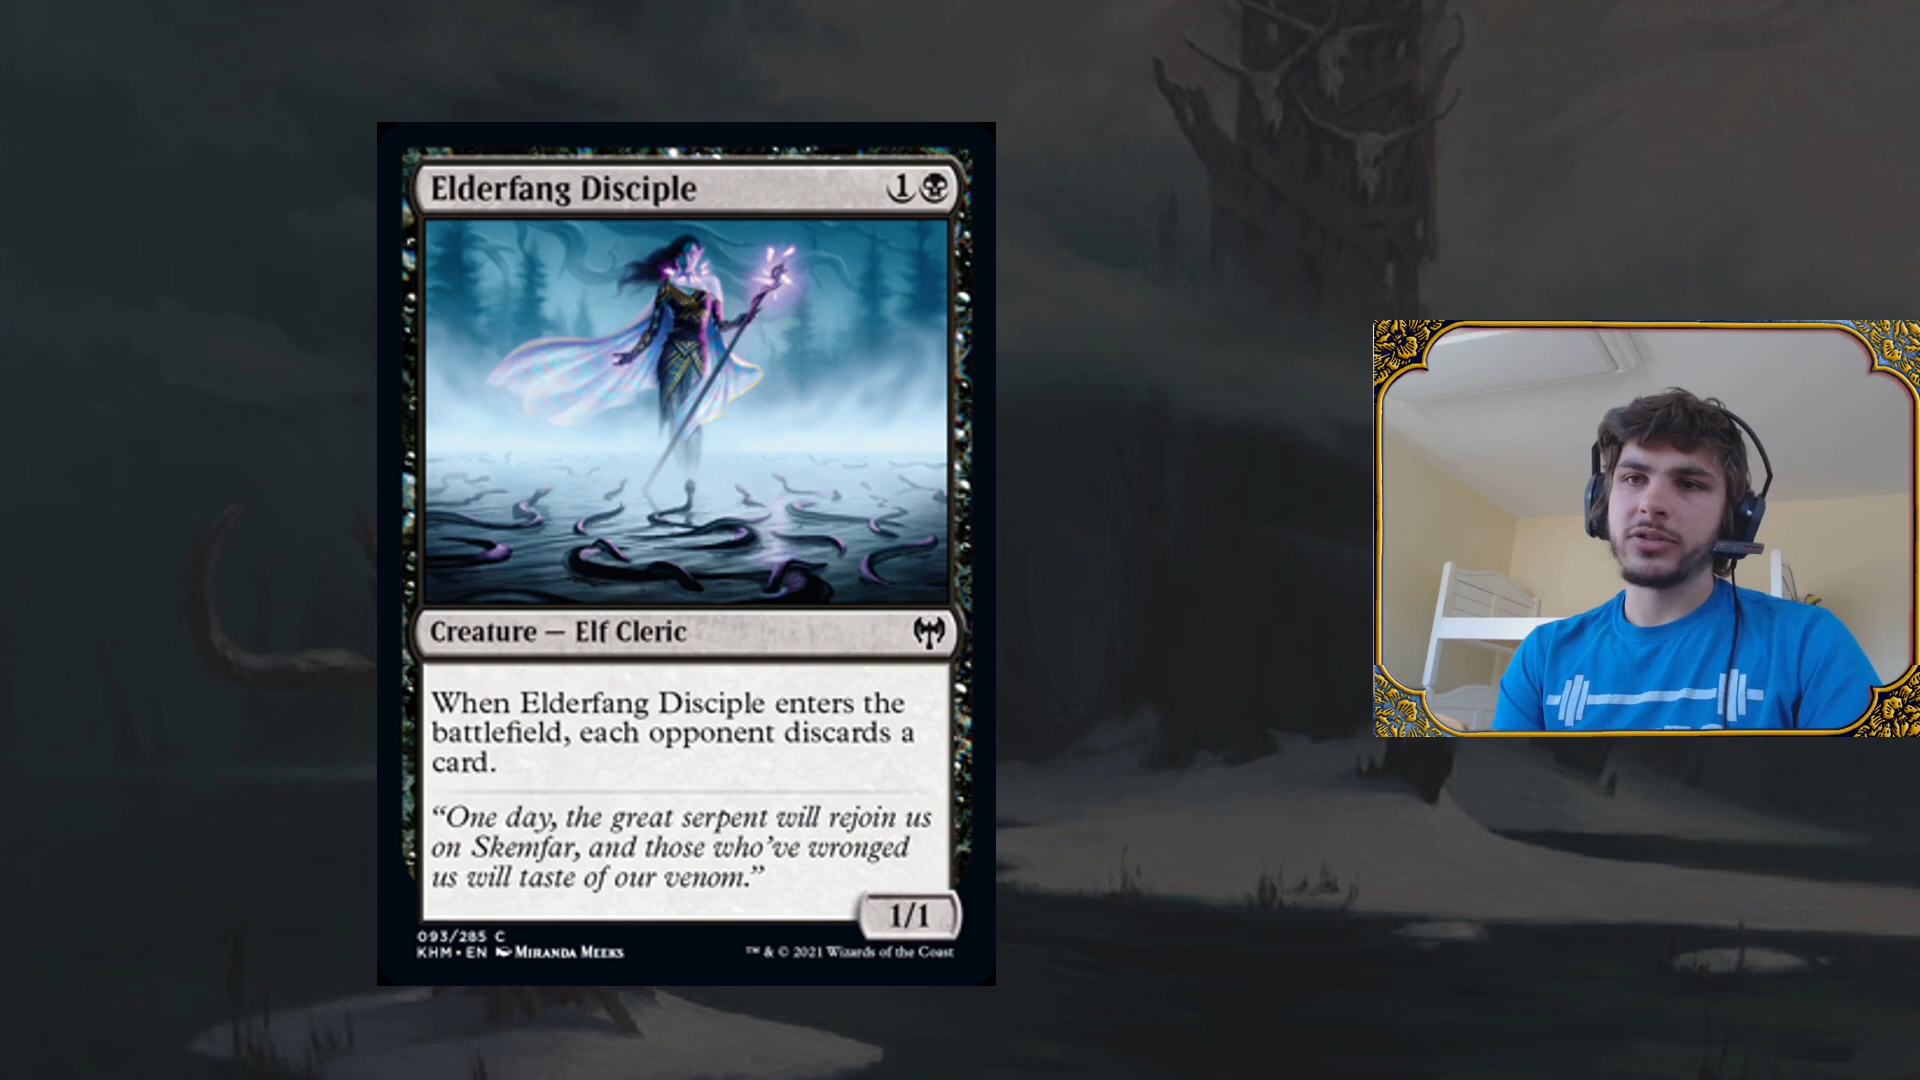 Elderfang Disciple 1
Creature — Elf Cleric
When Elderfang Disciple enters the
battlefield, each opponent discards a
card.
“One day, the great serpent will rejoin us
on Skemfar, and those who’ve wronged
us will taste of our venom.”
1/1
093/285 C
KHM • EN Miranda Meeks
™ & © 2021 Wizards of the Coast